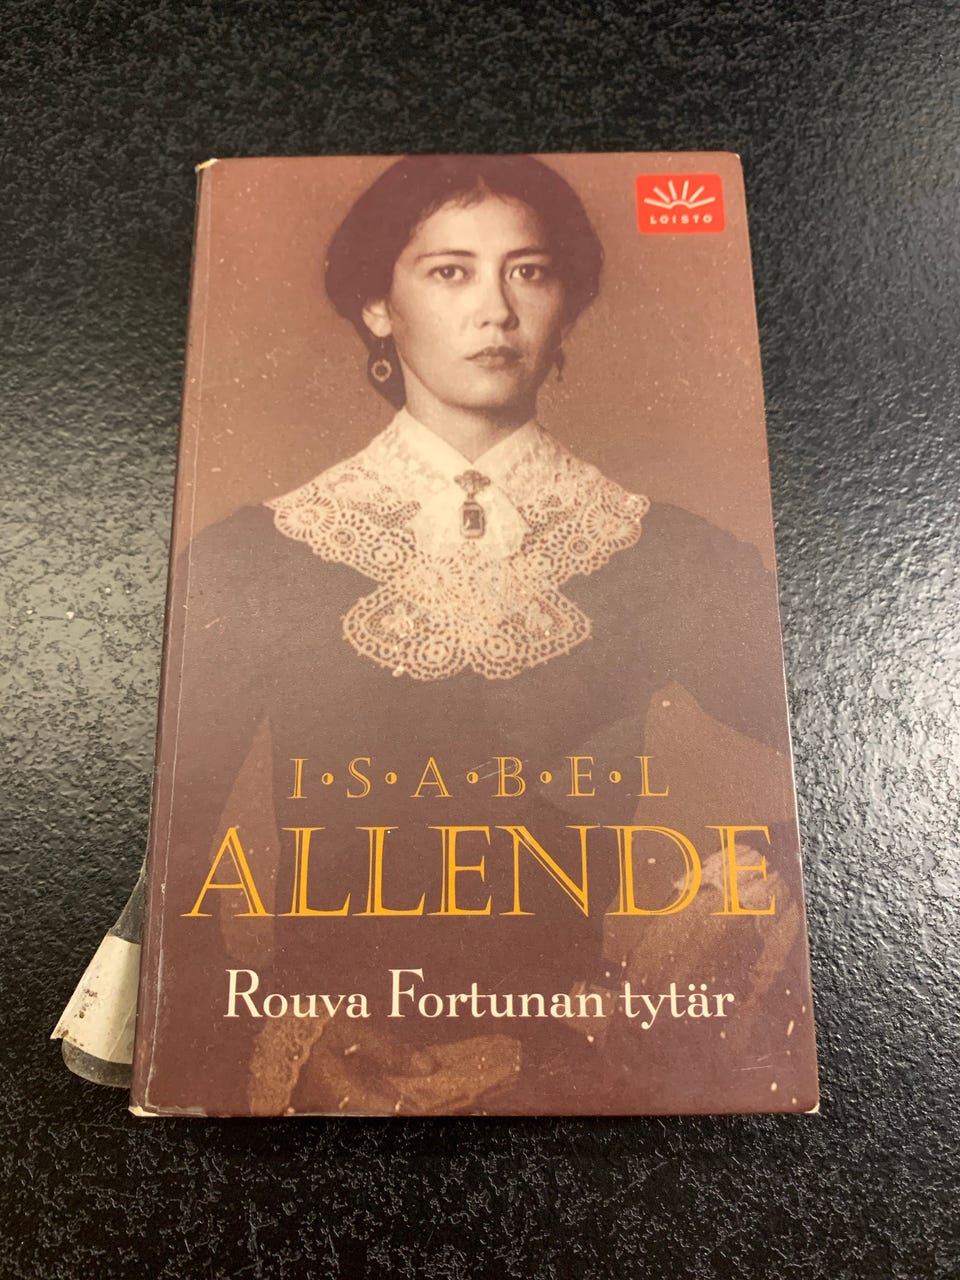 LOISTO
I·S·A·B·E·L
ALLENDE
Rouva Fortunan tytär